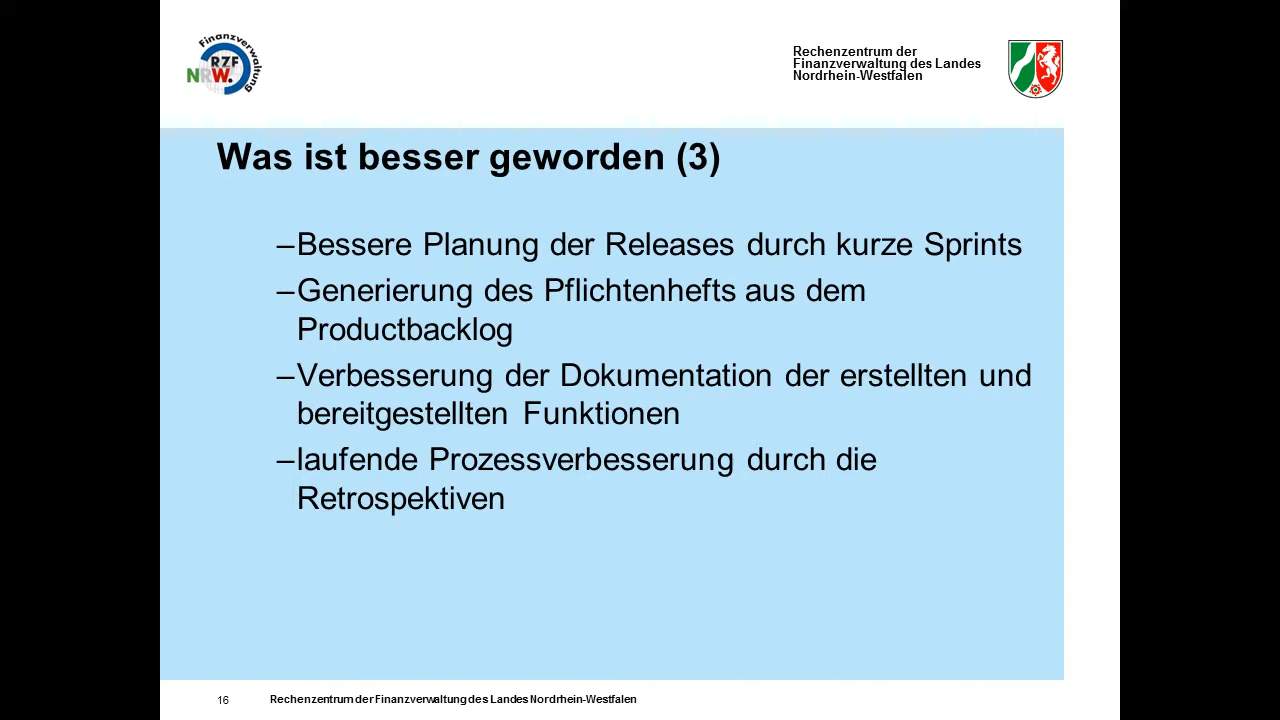 Finanzverwaltung
RZF
NRW.
Rechenzentrum der
Finanzverwaltung des Landes
Nordrhein-Westfalen
Was ist besser geworden (3)
–Bessere Planung der Releases durch kurze Sprints
–Generierung des Pflichtenhefts aus dem
Productbacklog
–Verbesserung der Dokumentation der erstellten und
bereitgestellten Funktionen
–laufende Prozessverbesserung durch die
Retrospektiven
16 Rechenzentrum der Finanzverwaltung des Landes Nordrhein-Westfalen